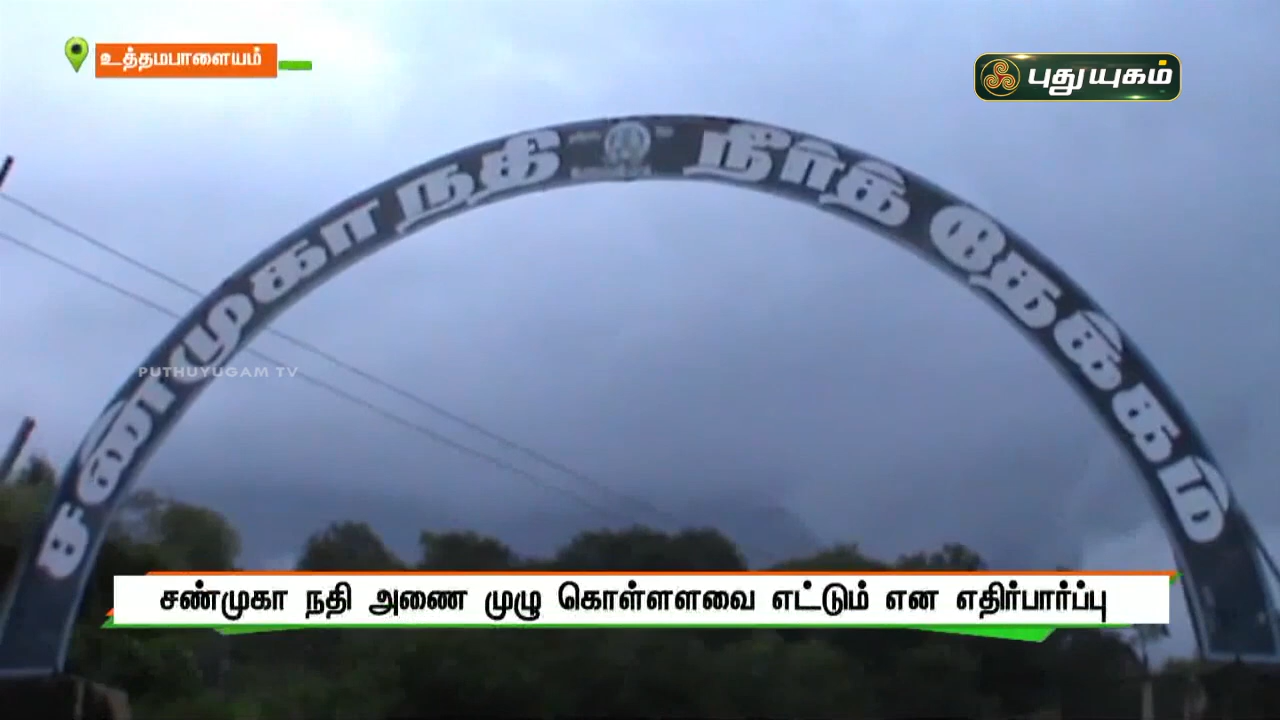 உத்தமபாளையம்
புதுயுகம்
சண்முகா நதி நீர்த் தேக்கம்
PUTHUYUGAM TV
சண்முகா நதி அணை முழு கொள்ளளவை எட்டும் என எதிர்பார்ப்பு